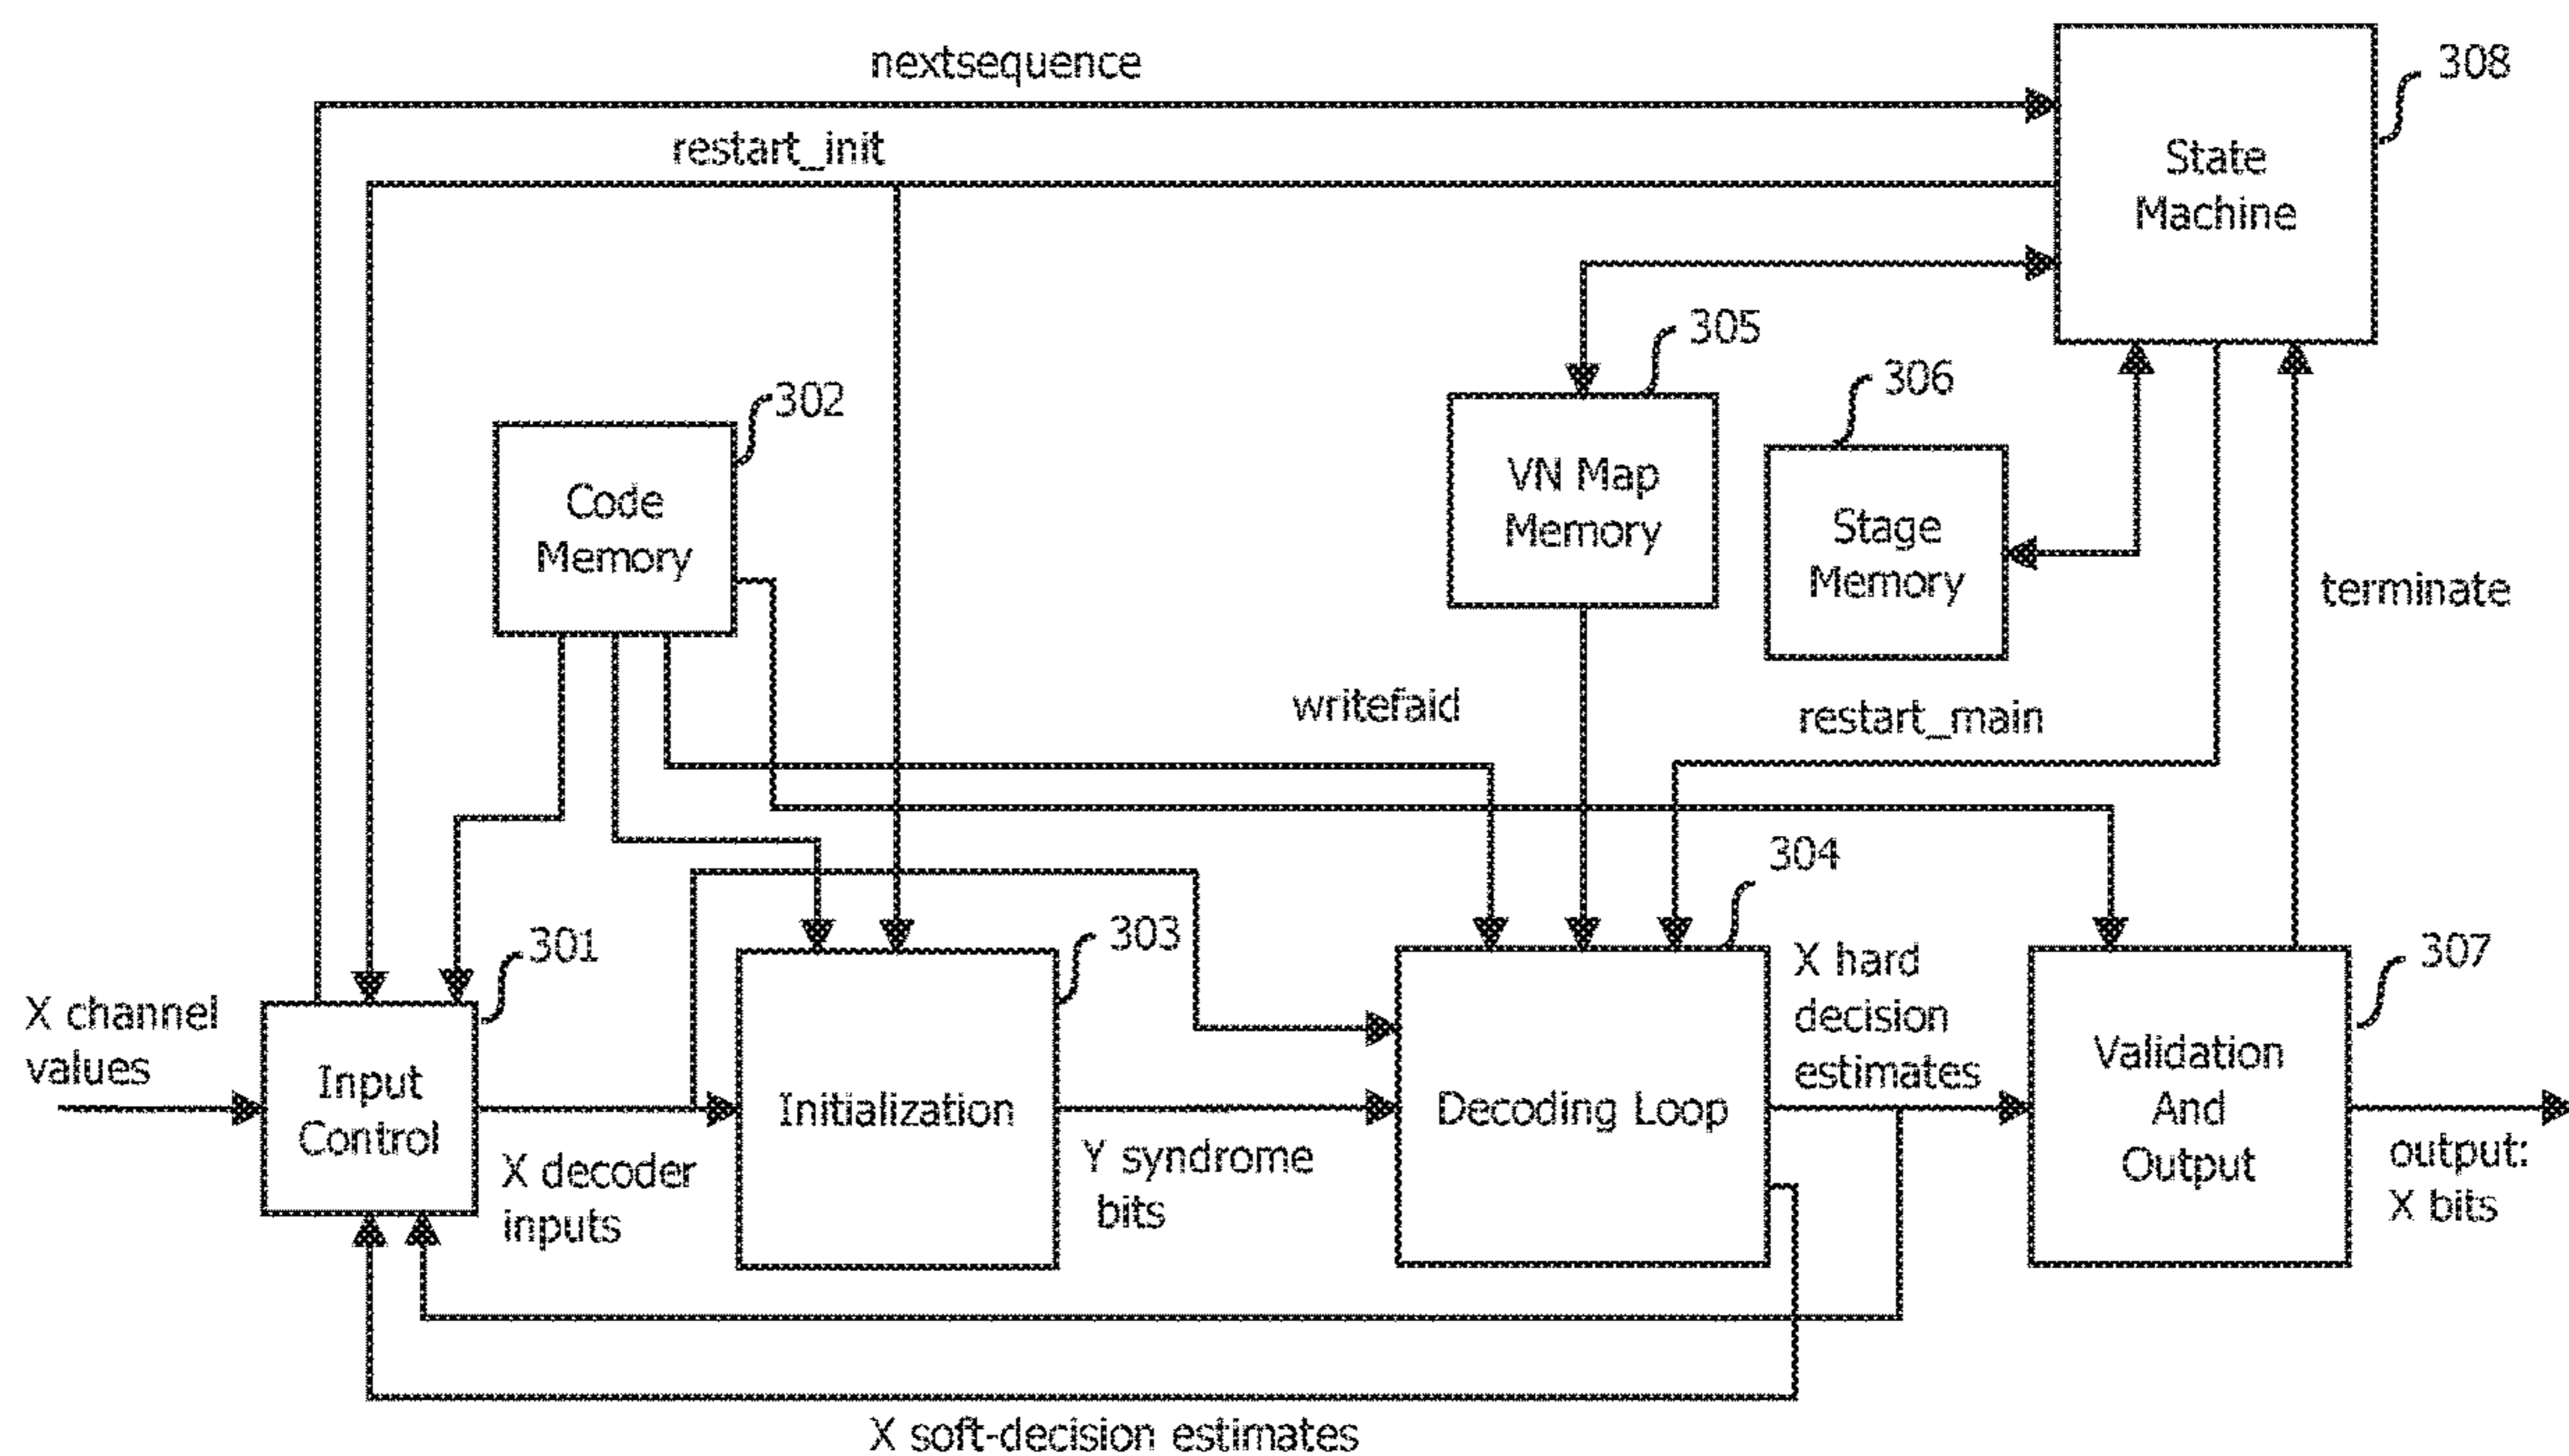 nextsequence
308
restart_init
State
Machine
305
306
302
VN Map
Memory
Code
Memory
Stage
Memory
terminate
writefaid
restart_main
304
301
303
X hard
decision
estimates
307
X channel
values
Input
Control
Initialization
Decoding Loop
Validation
And
Output
X decoder
inputs
Y syndrome
bits
output:
X bits
X soft-decision estimates